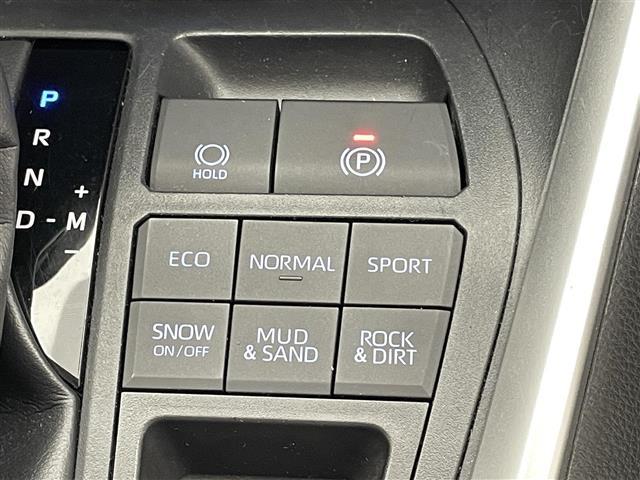 P
R
N
+
D - M
-
HOLD
P
ECO
NORMAL
SPORT
SNOW
ON/OFF
MUD
& SAND
ROCK
& DIRT